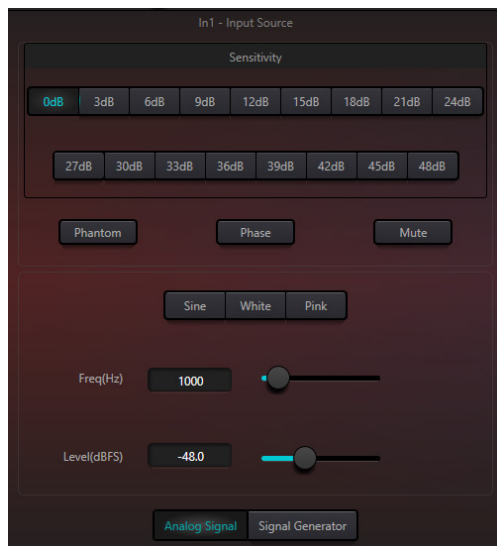 In1 - Input Source
Sensitivity
0dB 3dB 6dB 9dB 12dB 15dB 18dB 21dB 24dB
27dB 30dB 33dB 36dB 39dB 42dB 45dB 48dB
Phantom Phase Mute
Sine White Pink
Freq(Hz) 1000
Level(dBFS) -48.0
Analog Signal Signal Generator